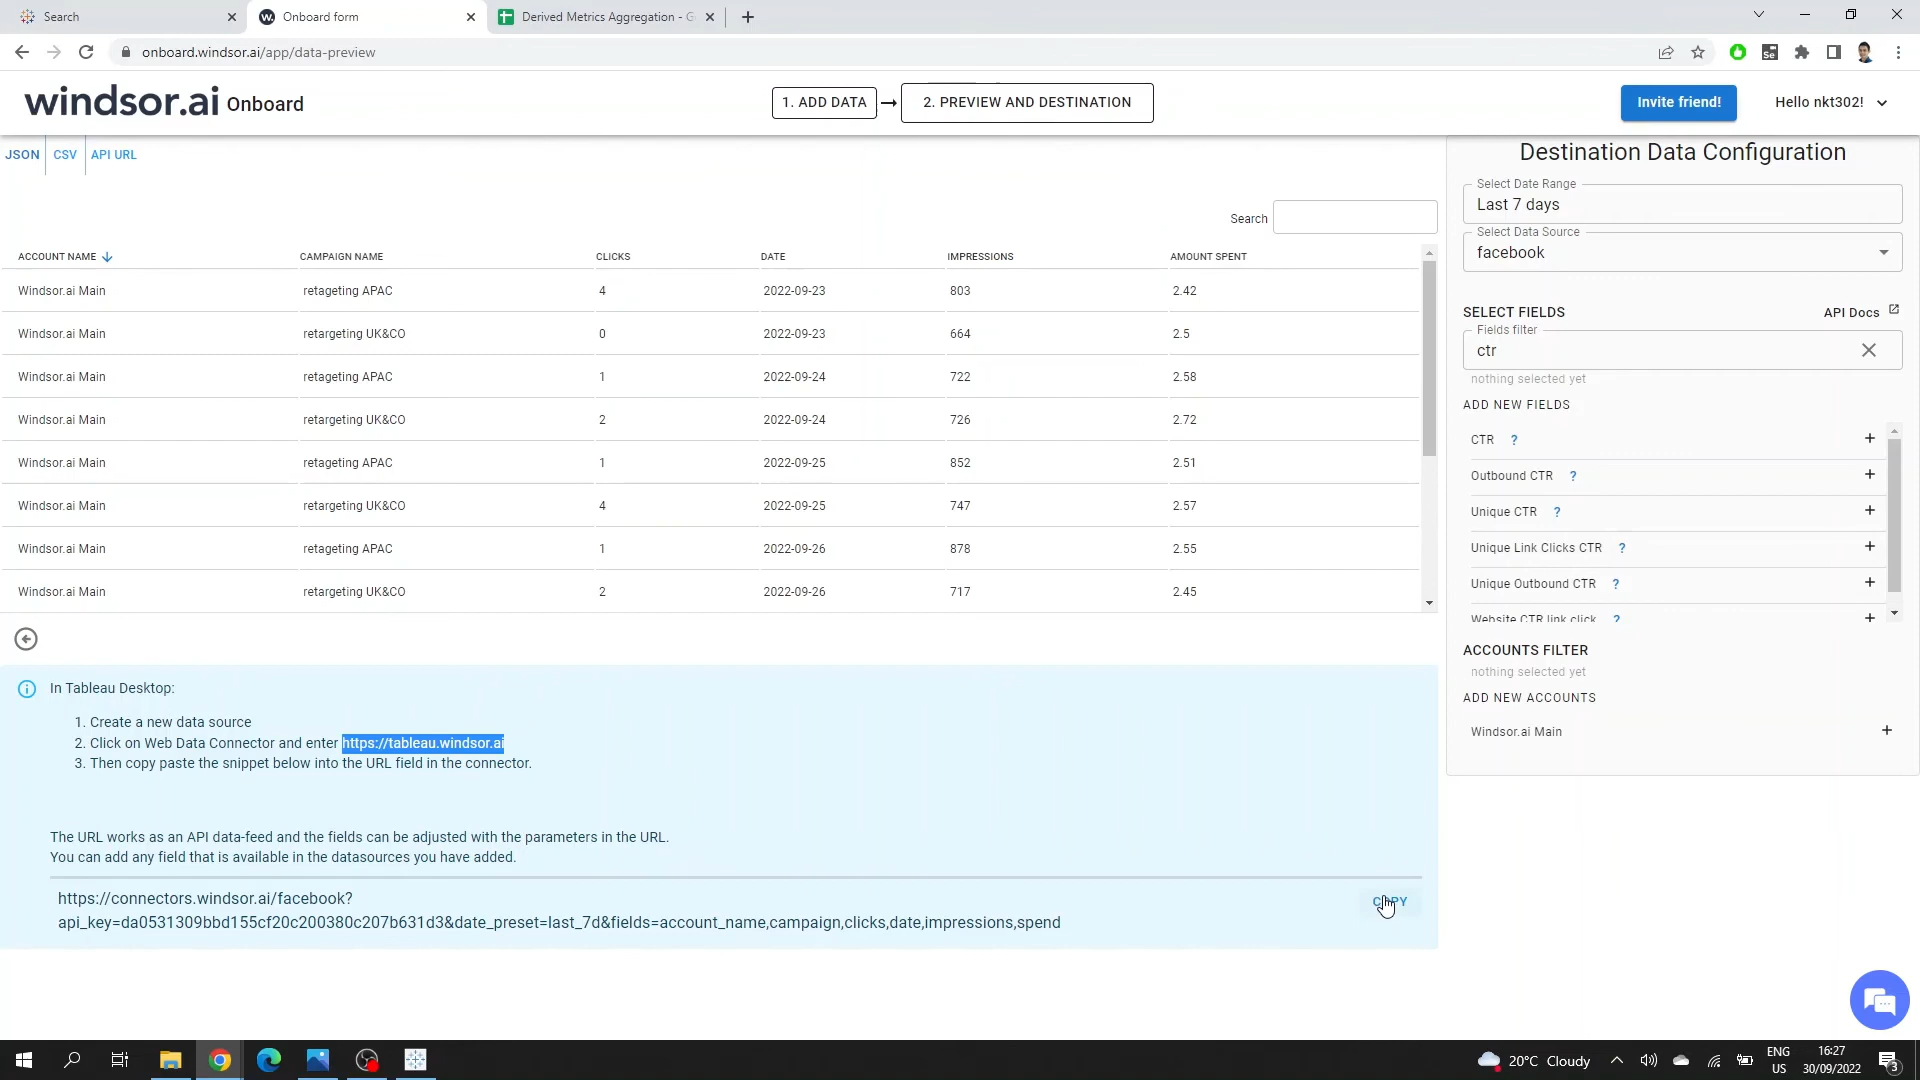 Search
Onboard form
Derived Metrics Aggregation - G
onboard.windsor.ai/app/data-preview
windsor.ai Onboard
1. ADD DATA
2. PREVIEW AND DESTINATION
Invite friend!
Hello nkt302!
JSON
CSV
API URL
Search
ACCOUNT NAME CAMPAIGN NAME CLICKS DATE IMPRESSIONS AMOUNT SPENT
Windsor.ai Main retageting APAC 4 2022-09-23 803 2.42
Windsor.ai Main retargeting UK&CO 0 2022-09-23 664 2.5
Windsor.ai Main retageting APAC 1 2022-09-24 722 2.58
Windsor.ai Main retargeting UK&CO 2 2022-09-24 726 2.72
Windsor.ai Main retageting APAC 1 2022-09-25 852 2.51
Windsor.ai Main retargeting UK&CO 4 2022-09-25 747 2.57
Windsor.ai Main retageting APAC 1 2022-09-26 878 2.55
Windsor.ai Main retargeting UK&CO 2 2022-09-26 717 2.45
In Tableau Desktop:
1. Create a new data source
2. Click on Web Data Connector and enter https://tableau.windsor.ai
3. Then copy paste the snippet below into the URL field in the connector.
The URL works as an API data-feed and the fields can be adjusted with the parameters in the URL.
You can add any field that is available in the datasources you have added.
https://connectors.windsor.ai/facebook?
api_key=da0531309bbd155cf20c200380c207b631d3&date_preset=last_7d&fields=account_name,campaign,clicks,date,impressions,spend
COPY
Destination Data Configuration
Select Date Range
Last 7 days
Select Data Source
facebook
SELECT FIELDS
API Docs
Fields filter
ctr
nothing selected yet
ADD NEW FIELDS
CTR ? +
Outbound CTR ? +
Unique CTR ? +
Unique Link Clicks CTR ? +
Unique Outbound CTR ? +
Website CTR link click ? +
ACCOUNTS FILTER
nothing selected yet
ADD NEW ACCOUNTS
Windsor.ai Main +
20°C Cloudy
ENG
US
16:27
30/09/2022
3